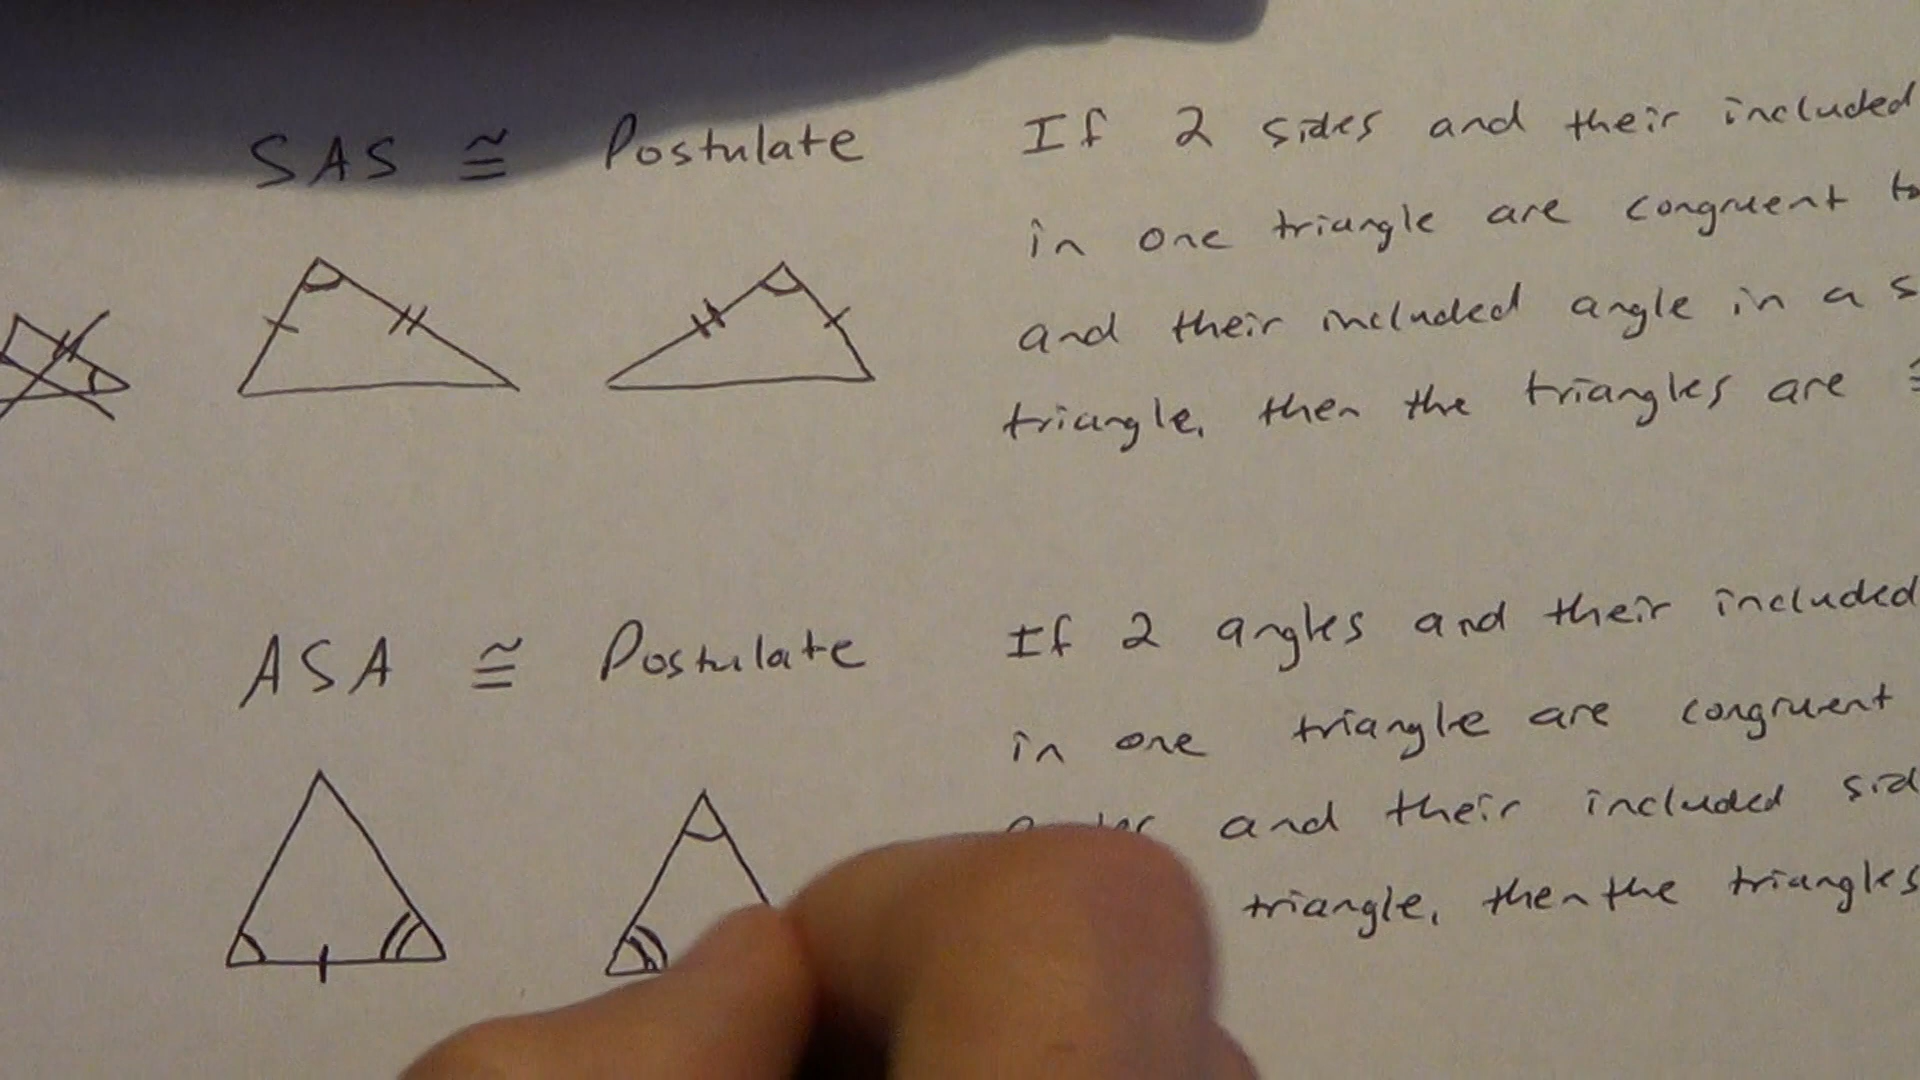 SAS ≅ Postulate
If 2 sides and their included
in one triangle are congruent to
and their included angle in a
triangle, then the triangles are ≅
ASA ≅ Postulate
If 2 angles and their included
in one triangle are congruent
and their included
triangle, then the triangles